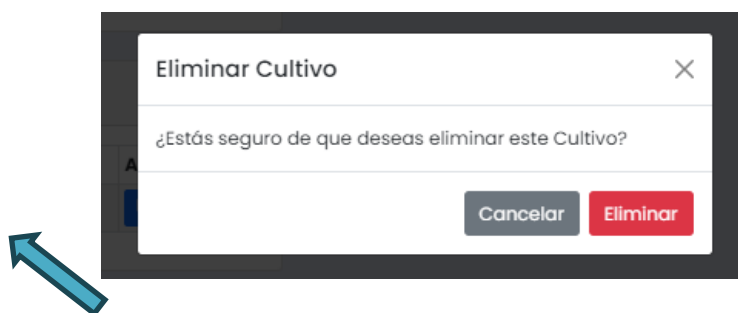 Eliminar Cultivo
¿Estás seguro de que deseas eliminar este Cultivo?
A
Cancelar Eliminar